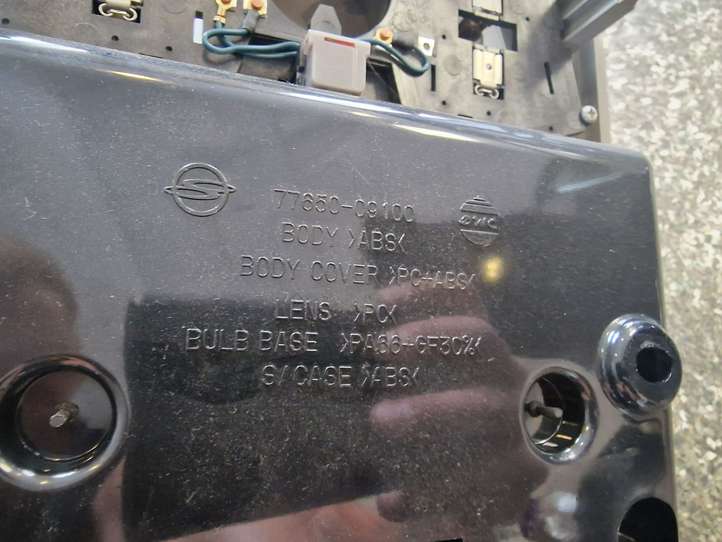 77650-09100
BODY >ABS<
BODY COVER >PC+ABS<
LENS >PC<
BULB BASE >PA66+GF30%<
S/CASE >ABS<